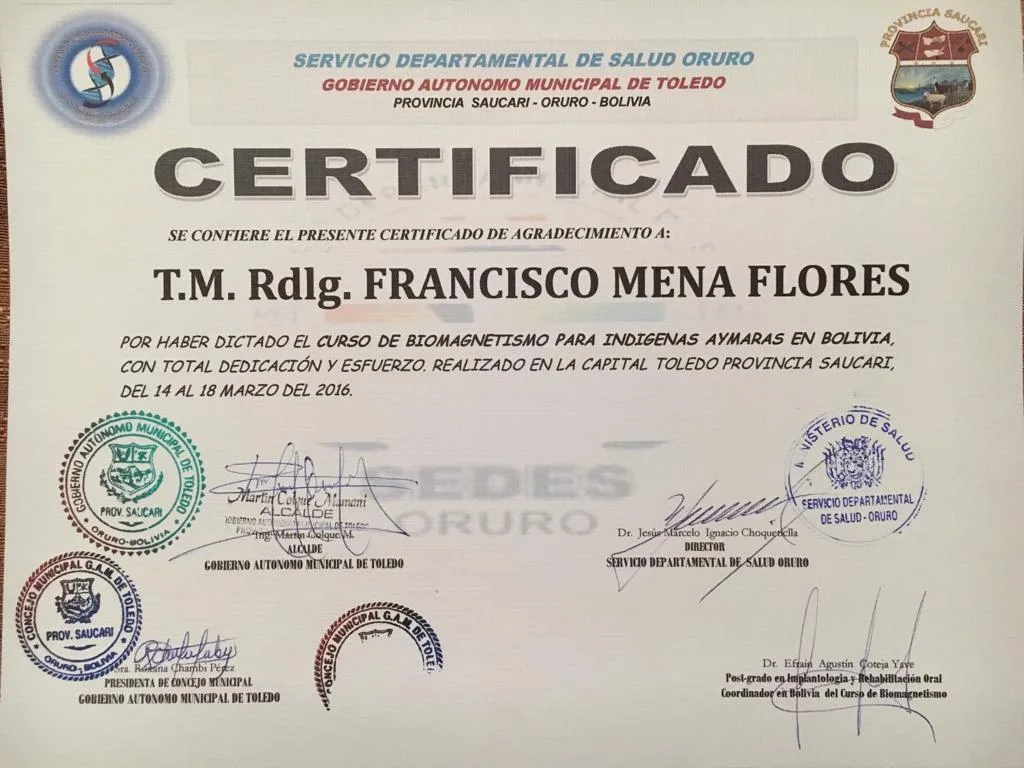 PROVINCIA SAUCARI
SERVICIO DEPARTAMENTAL DE SALUD ORURO
GOBIERNO AUTONOMO MUNICIPAL DE TOLEDO
PROVINCIA SAUCARI - ORURO - BOLIVIA
CERTIFICADO
SE CONFIERE EL PRESENTE CERTIFICADO DE AGRADECIMIENTO A:
T.M. Rdlg. FRANCISCO MENA FLORES
POR HABER DICTADO EL CURSO DE BIOMAGNETISMO PARA INDIGENAS AYMARAS EN BOLIVIA,
CON TOTAL DEDICACIÓN Y ESFUERZO. REALIZADO EN LA CAPITAL TOLEDO PROVINCIA SAUCARI,
DEL 14 AL 18 MARZO DEL 2016.
GOBIERNO AUTONOMO MUNICIPAL DE TOLEDO
PROV. SAUCARI
ORURO-BOLIVIA
SEDES
ORURO
MINISTERIO DE SALUD
SERVICIO DEPARTAMENTAL
DE SALUD - ORURO
Martín Colque Mamani
ALCALDE
Ing. Martin Colque M.
ALCALDE
GOBIERNO AUTONOMO MUNICIPAL DE TOLEDO
Dr. Jesús Marcelo Ignacio Choquetiella
DIRECTOR
SERVICIO DEPARTAMENTAL DE SALUD ORURO
CONCEJO MUNICIPAL G.A.M. DE TOLEDO
PROV. SAUCARI
ORURO - BOLIVIA
CONCEJO MUNICIPAL G.A.M. DE TOLE
Sra. Roxana Chambi Pérez
PRESIDENTA DE CONCEJO MUNICIPAL
GOBIERNO AUTONOMO MUNICIPAL DE TOLEDO
Dr. Efraín Agustín Coteja Yave
Post-grado en Implantologia y Rehabilitación Oral
Coordinador en Bolivia del Curso de Biomagnetismo